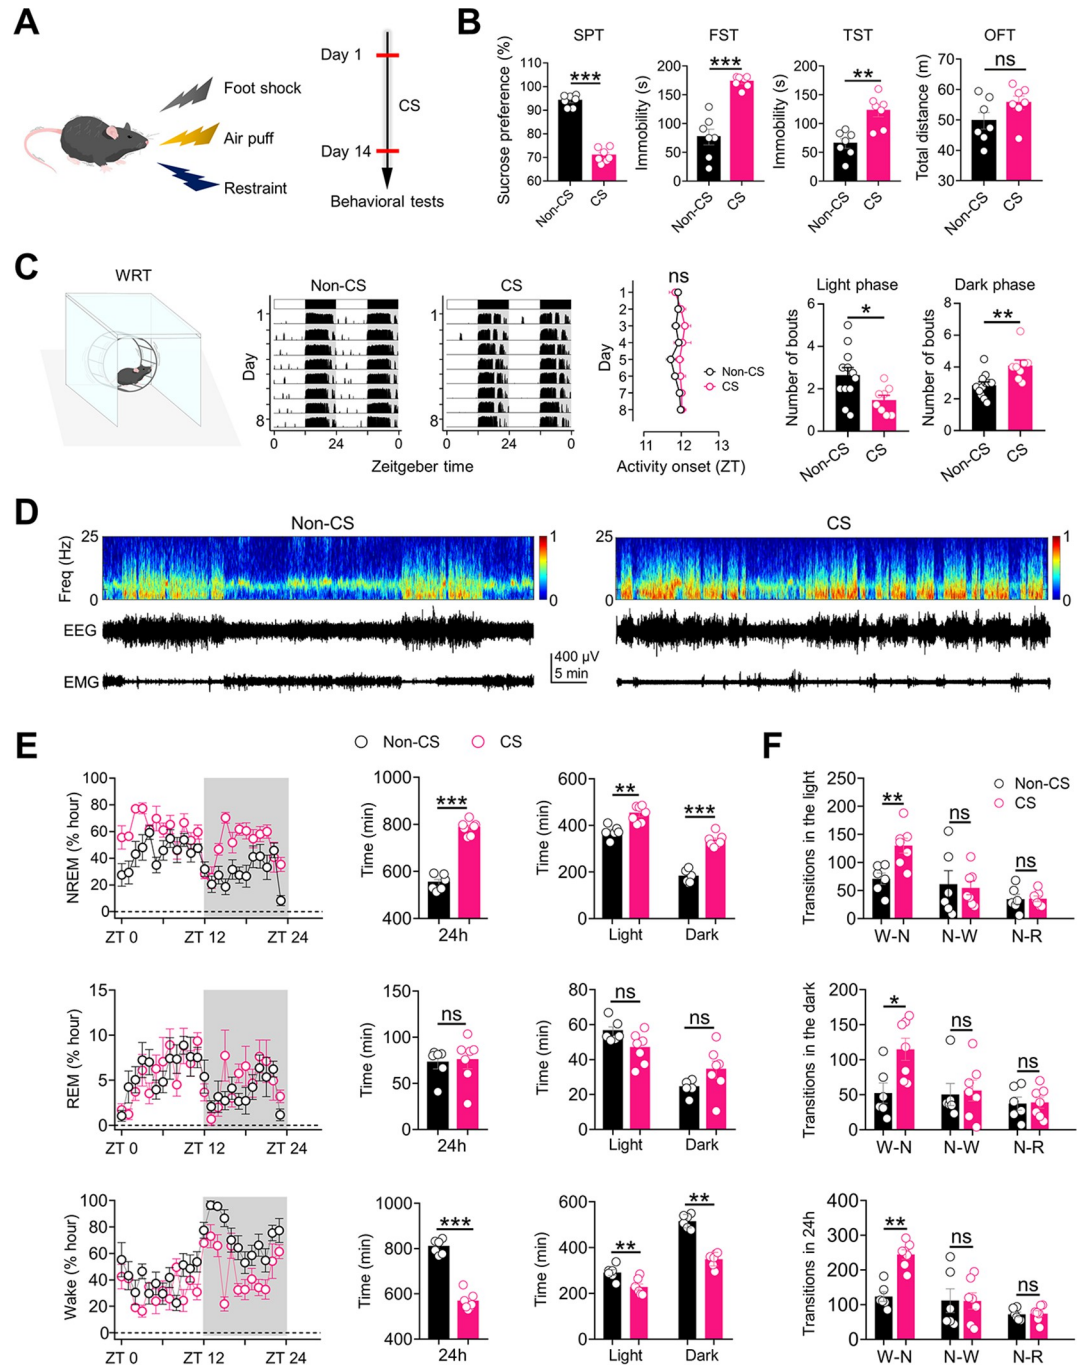 A
Day 1
Foot shock
Air puff
Restraint
CS
Day 14
Behavioral tests
B
SPT
FST
TST
OFT
Sucrose preference (%)
110
100
90
80
70
60
***
Non-CS
CS
Immobility (s)
200
150
100
50
0
***
Non-CS
CS
Immobility (s)
200
150
100
50
0
**
Non-CS
CS
Total distance (m)
70
60
50
40
30
ns
Non-CS
CS
C
WRT
Non-CS
CS
Day
1
8
0
24
0
1
8
0
24
0
Zeitgeber time
ns
Day
1
2
3
4
5
6
7
8
Non-CS
CS
11
12
13
Activity onset (ZT)
Light phase
Number of bouts
6
4
2
0
*
Non-CS
CS
Dark phase
Number of bouts
8
6
4
2
0
**
Non-CS
CS
D
Non-CS
CS
Freq (Hz)
25
0
1
0
25
0
1
0
EEG
EMG
400 μV
5 min
E
Non-CS
CS
NREM (% hour)
100
80
60
40
20
0
ZT 0
ZT 12
ZT 24
Time (min)
1000
800
600
400
***
24h
Time (min)
600
400
200
0
**
***
Light
Dark
REM (% hour)
15
10
5
0
ZT 0
ZT 12
ZT 24
Time (min)
150
100
50
0
ns
24h
Time (min)
80
60
40
20
0
ns
ns
Light
Dark
Wake (% hour)
100
80
60
40
20
0
ZT 0
ZT 12
ZT 24
Time (min)
1000
800
600
400
***
24h
Time (min)
600
400
200
0
**
**
Light
Dark
F
Non-CS
CS
Transitions in the light
250
200
150
100
50
0
**
ns
ns
W-N
N-W
N-R
Transitions in the dark
200
150
100
50
0
*
ns
ns
W-N
N-W
N-R
Transitions in 24h
400
300
200
100
0
**
ns
ns
W-N
N-W
N-R